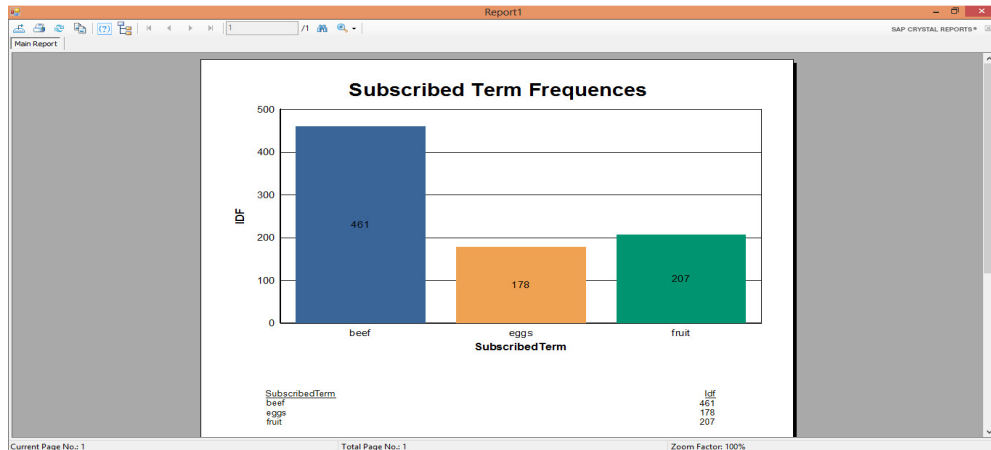 Report1
1 /1
SAP CRYSTAL REPORTS®
Main Report
Subscribed Term Frequences
500
400
300
200
100
0
IDF
461
178
207
beef eggs fruit
SubscribedTerm
SubscribedTerm Idf
beef 461
eggs 178
fruit 207
Current Page No.: 1 Total Page No.: 1 Zoom Factor: 100%